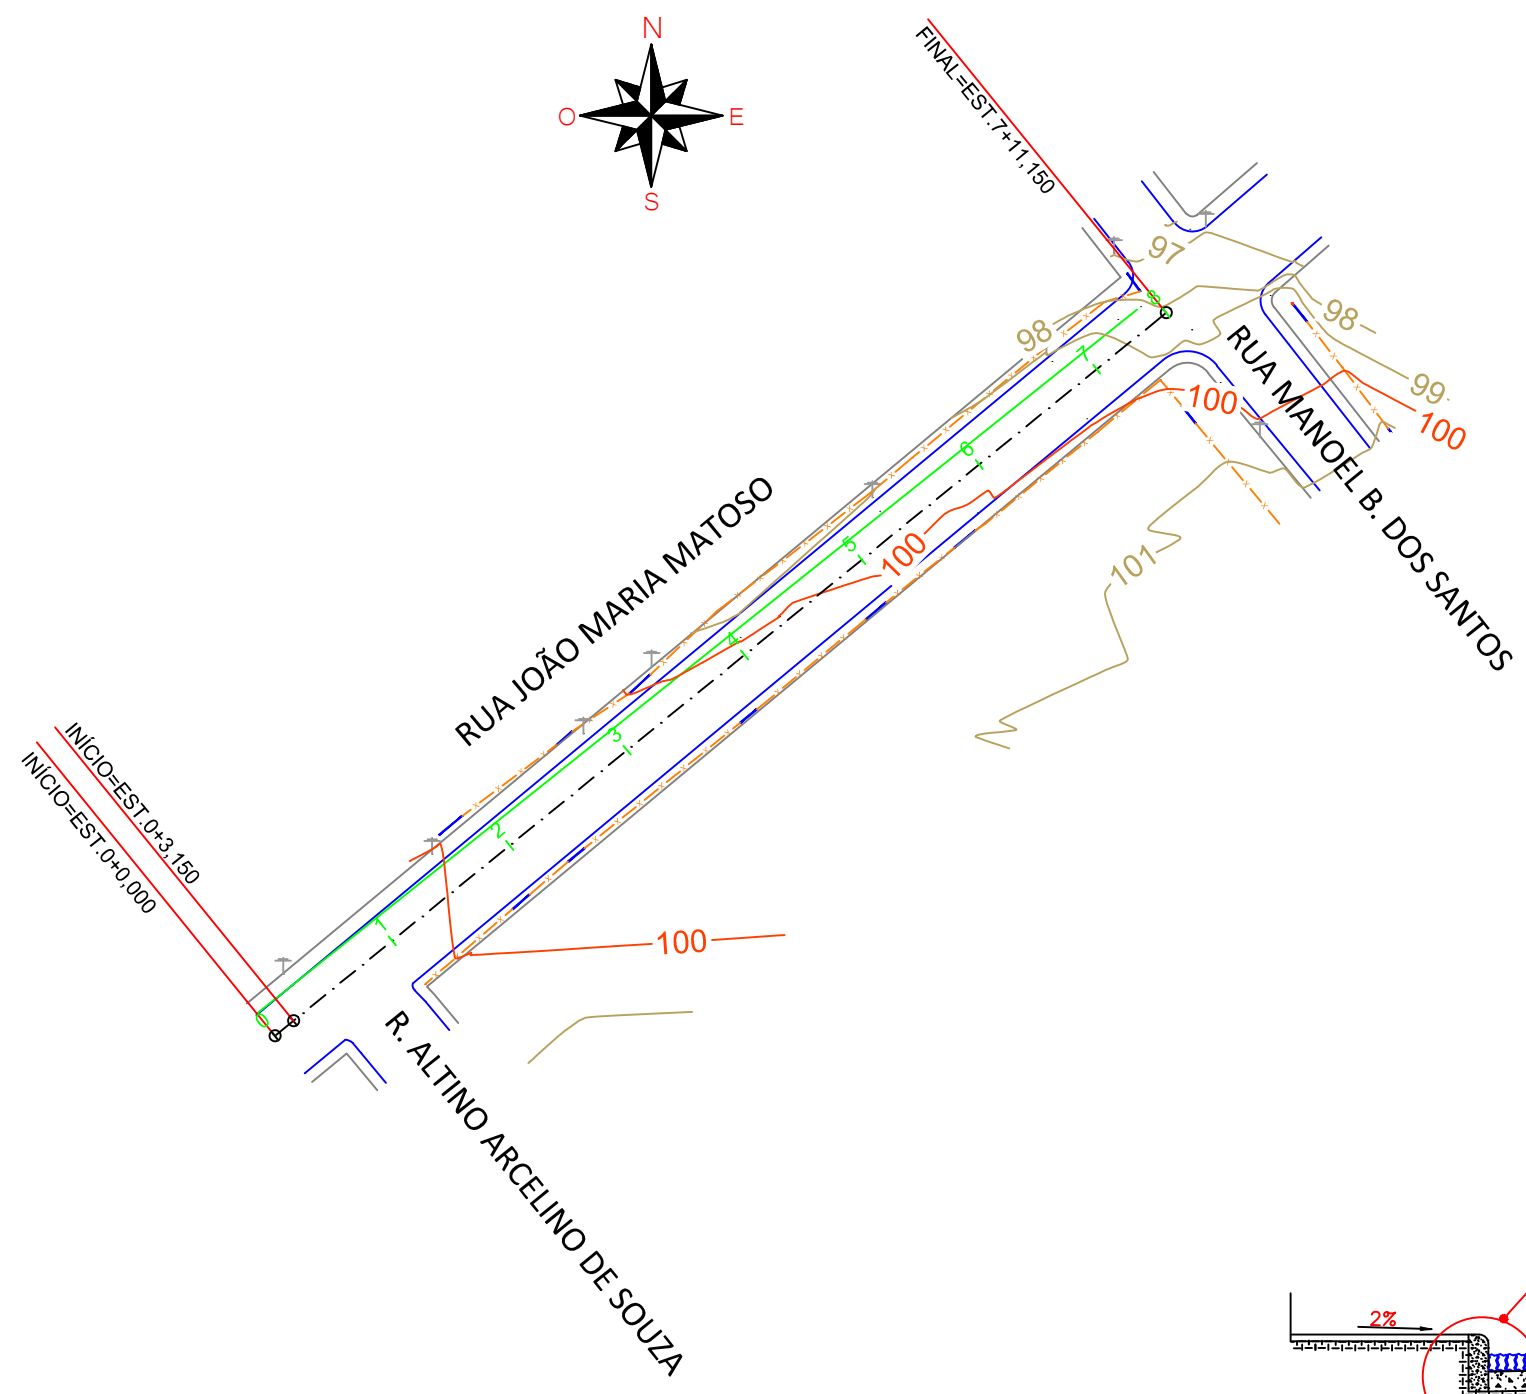 N
O
E
S
FINAL=EST.7+11,150
97
98
98
99
100
100
RUA MANOEL B. DOS SANTOS
8
7
6
5
4
3
2
1
0
100
101
RUA JOÃO MARIA MATOSO
INÍCIO=EST.0+3,150
INÍCIO=EST.0+0,000
100
R. ALTINO ARCELINO DE SOUZA
2%